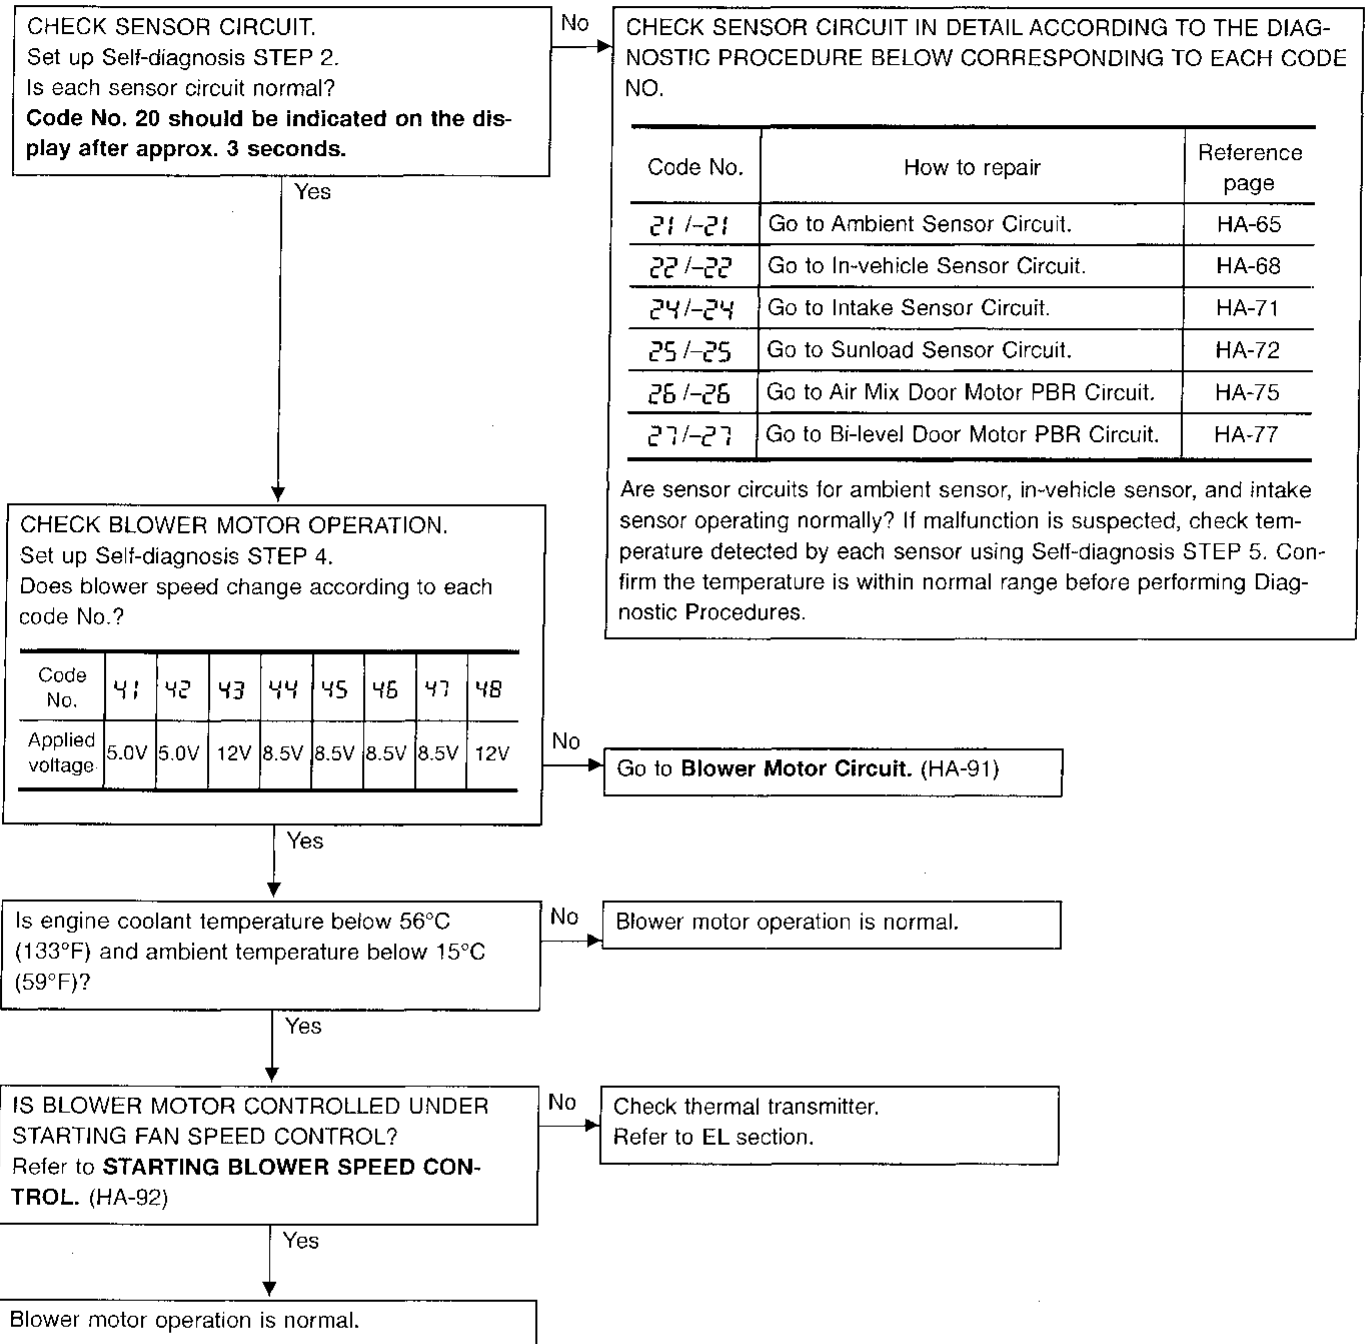 CHECK SENSOR CIRCUIT.
Set up Self-diagnosis STEP 2.
Is each sensor circuit normal?
Code No. 20 should be indicated on the dis-
play after approx. 3 seconds.
No
CHECK SENSOR CIRCUIT IN DETAIL ACCORDING TO THE DIAG-
NOSTIC PROCEDURE BELOW CORRESPONDING TO EACH CODE
NO.
Code No. How to repair Reference
page
21/-21 Go to Ambient Sensor Circuit. HA-65
22/-22 Go to In-vehicle Sensor Circuit. HA-68
24/-24 Go to Intake Sensor Circuit. HA-71
25/-25 Go to Sunload Sensor Circuit. HA-72
26/-26 Go to Air Mix Door Motor PBR Circuit. HA-75
27/-27 Go to Bi-level Door Motor PBR Circuit. HA-77
Are sensor circuits for ambient sensor, in-vehicle sensor, and intake
sensor operating normally? If malfunction is suspected, check tem-
perature detected by each sensor using Self-diagnosis STEP 5. Con-
firm the temperature is within normal range before performing Diag-
nostic Procedures.
Yes
CHECK BLOWER MOTOR OPERATION.
Set up Self-diagnosis STEP 4.
Does blower speed change according to each
code No.?
Code
No. 41 42 43 44 45 46 47 48
Applied
voltage 5.0V 5.0V 12V 8.5V 8.5V 8.5V 8.5V 12V
No
Go to Blower Motor Circuit. (HA-91)
Yes
Is engine coolant temperature below 56°C
(133°F) and ambient temperature below 15°C
(59°F)?
No
Blower motor operation is normal.
Yes
IS BLOWER MOTOR CONTROLLED UNDER
STARTING FAN SPEED CONTROL?
Refer to STARTING BLOWER SPEED CON-
TROL. (HA-92)
No
Check thermal transmitter.
Refer to EL section.
Yes
Blower motor operation is normal.